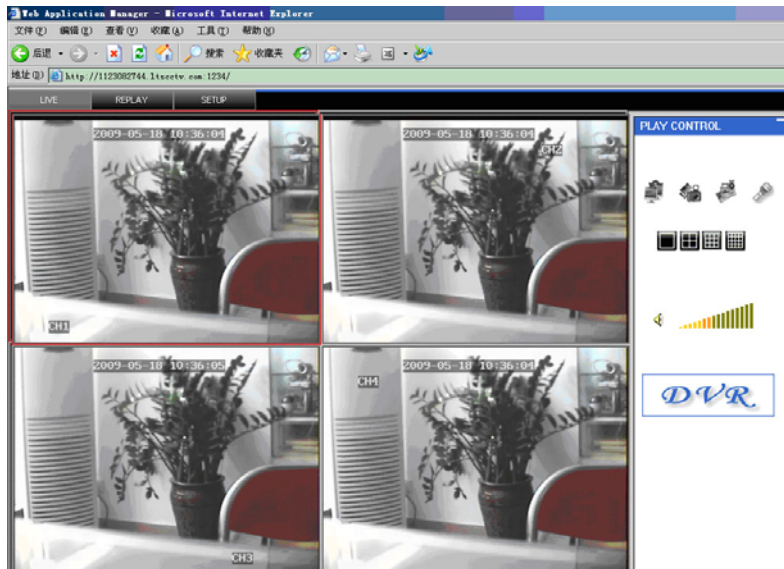 Web Application Manager - Microsoft Internet Explorer
文件(F) 编辑(E) 查看(V) 收藏(A) 工具(T) 帮助(H)
后退 搜索 收藏夹
地址(D) http://1123082744.ltscctv.com:1234/
LIVE REPLAY SETUP
PLAY CONTROL
2009-05-18 10:36:04 2009-05-18 10:36:04
CH2
CH1
DVR
2009-05-18 10:36:05 2009-05-18 10:36:04
CH4
CH3